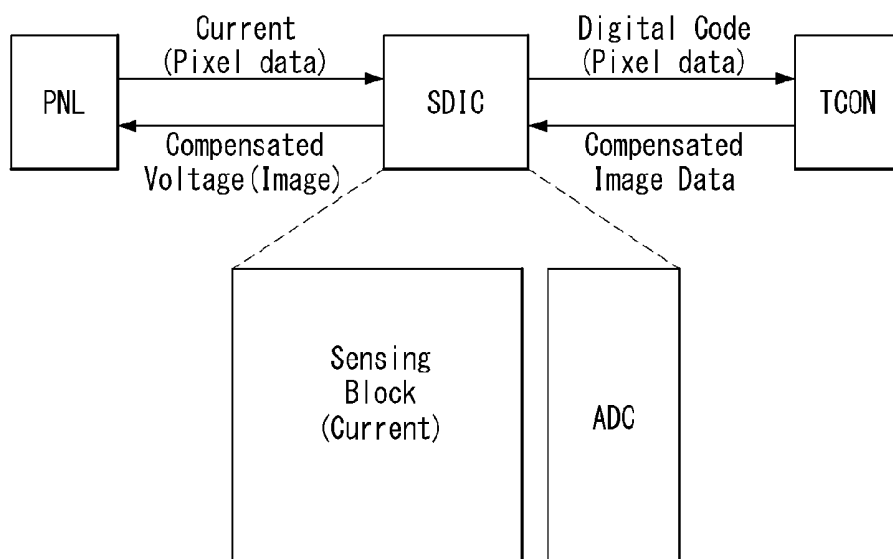 Current
(Pixel data)
Digital Code
(Pixel data)
PNL
SDIC
TCON
Compensated
Voltage(Image)
Compensated
Image Data
Sensing
Block
(Current)
ADC